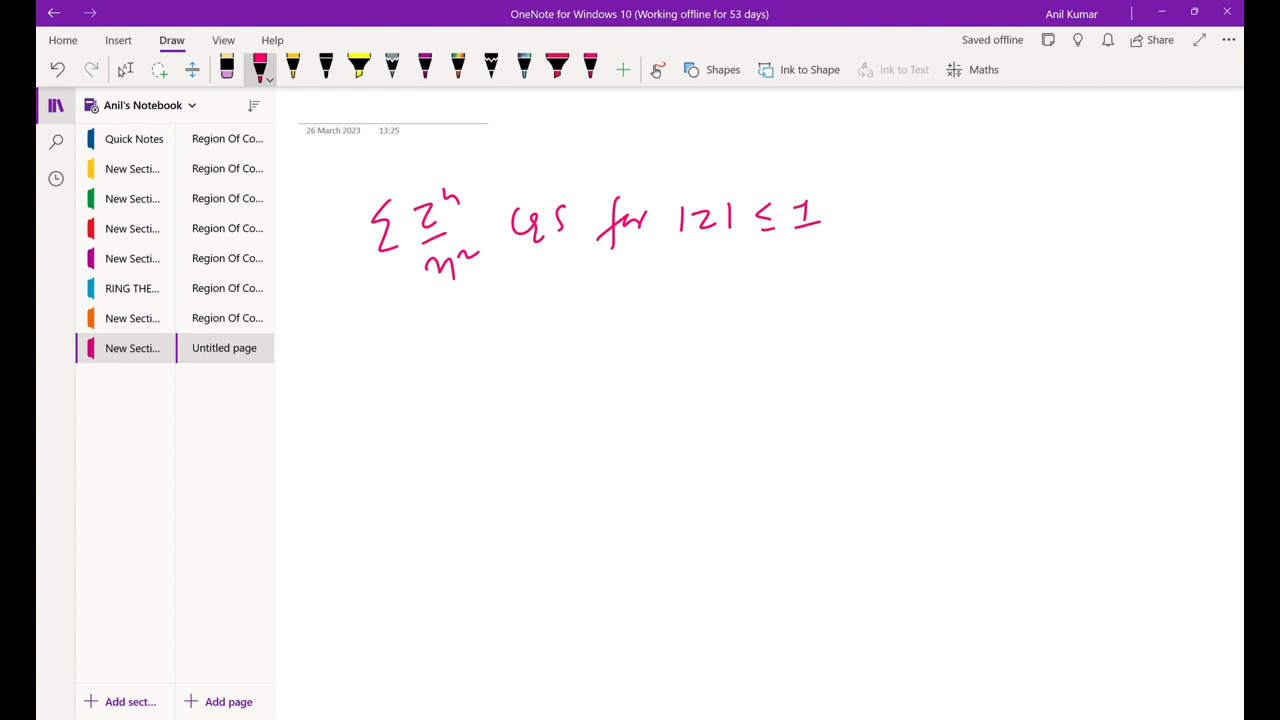 OneNote for Windows 10 (Working offline for 53 days)
Anil Kumar
Home Insert Draw View Help
Saved offline
Share
Shapes Ink to Shape Ink to Text Maths
Anil's Notebook
Quick Notes
New Secti...
New Secti...
New Secti...
New Secti...
RING THE...
New Secti...
New Secti...
Region Of Co...
Region Of Co...
Region Of Co...
Region Of Co...
Region Of Co...
Region Of Co...
Region Of Co...
Untitled page
Add sect...
Add page
26 March 2023 13:25
Σ zⁿ/n² cgs for |z| ≤ 1